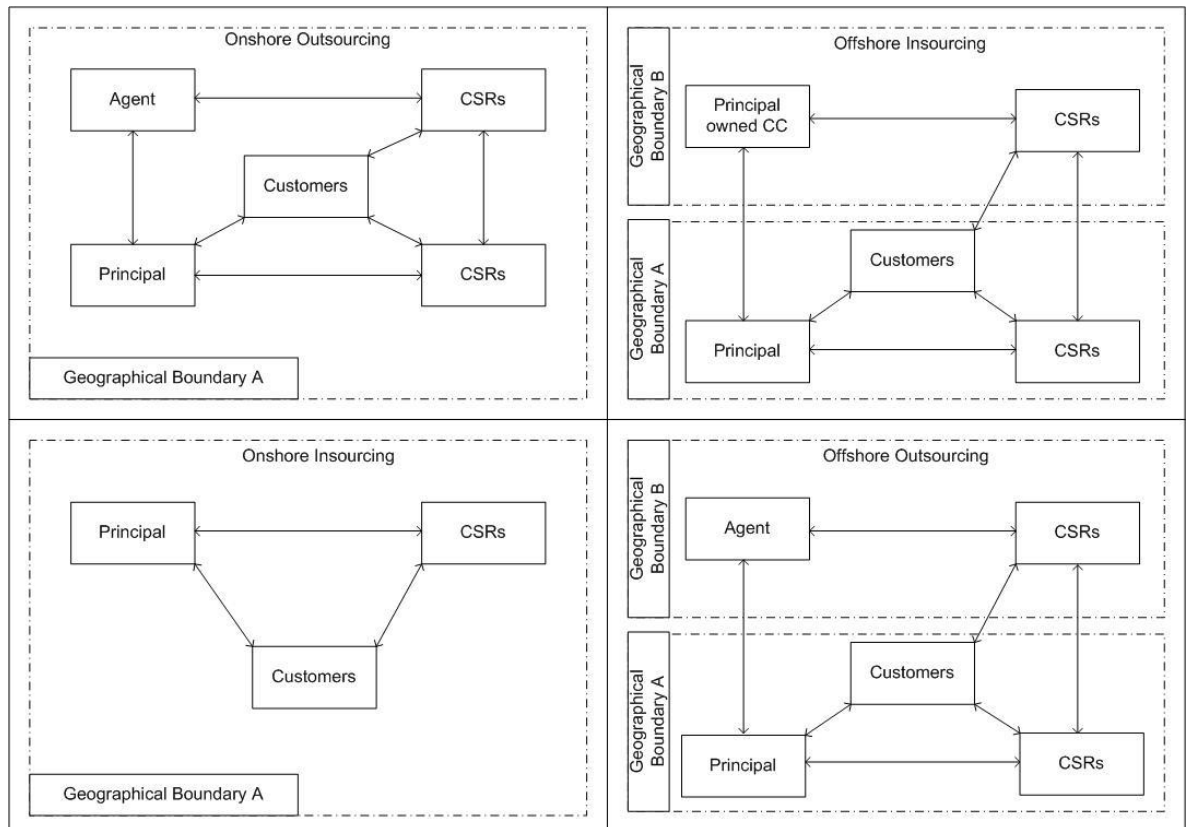 Onshore Outsourcing
Agent
CSRs
Customers
Principal
CSRs
Geographical Boundary A
Offshore Insourcing
Geographical
Boundary B
Principal
owned CC
CSRs
Geographical
Boundary A
Customers
Principal
CSRs
Onshore Insourcing
Principal
CSRs
Customers
Geographical Boundary A
Offshore Outsourcing
Geographical
Boundary B
Agent
CSRs
Geographical
Boundary A
Customers
Principal
CSRs